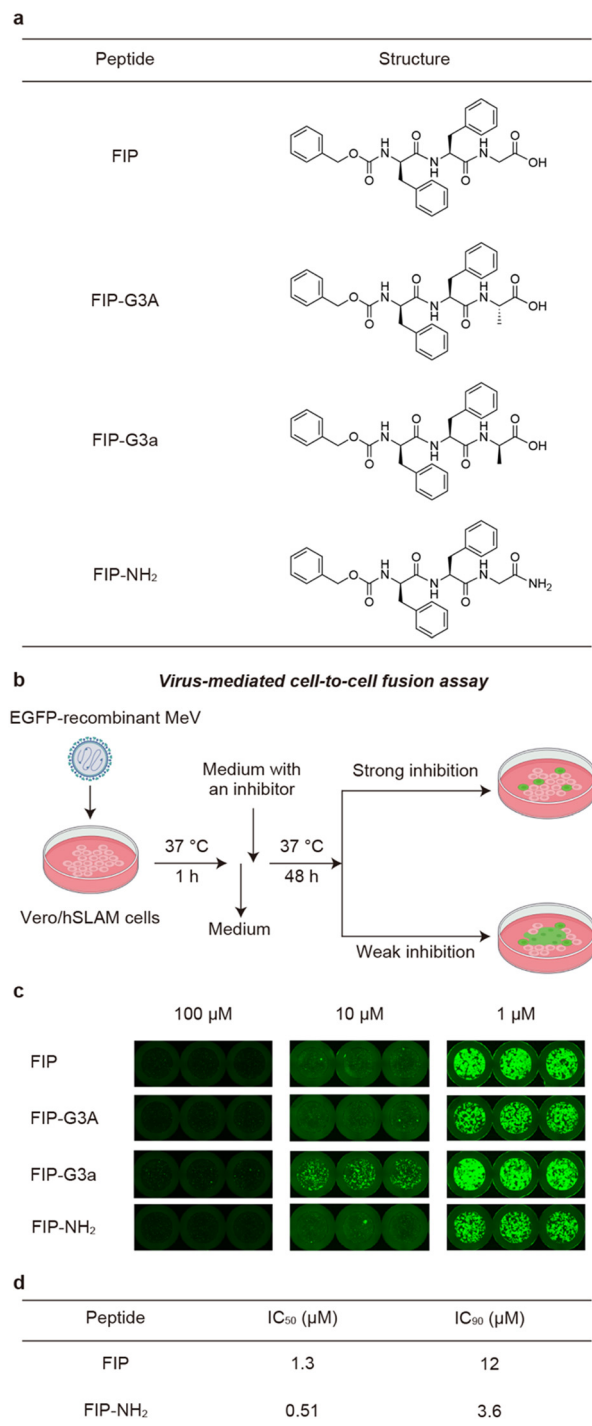 a
Peptide Structure
FIP
FIP-G3A
FIP-G3a
FIP-NH₂
b Virus-mediated cell-to-cell fusion assay
EGFP-recombinant MeV
Medium with
an inhibitor
Strong inhibition
37 °C 37 °C
1 h 48 h
Vero/hSLAM cells
Medium
Weak inhibition
c
100 µM 10 µM 1 µM
FIP
FIP-G3A
FIP-G3a
FIP-NH₂
d
Peptide IC₅₀ (µM) IC₉₀ (µM)
FIP 1.3 12
FIP-NH₂ 0.51 3.6